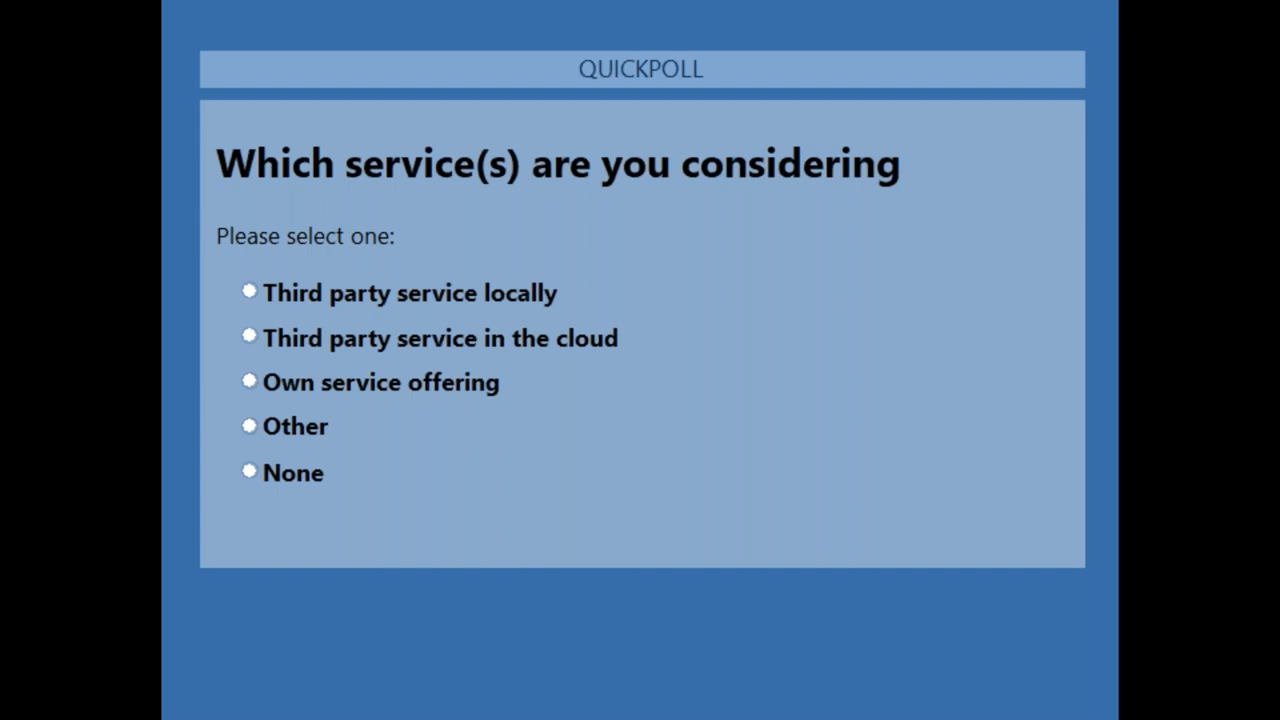 QUICKPOLL
Which service(s) are you considering
Please select one:
Third party service locally
Third party service in the cloud
Own service offering
Other
None